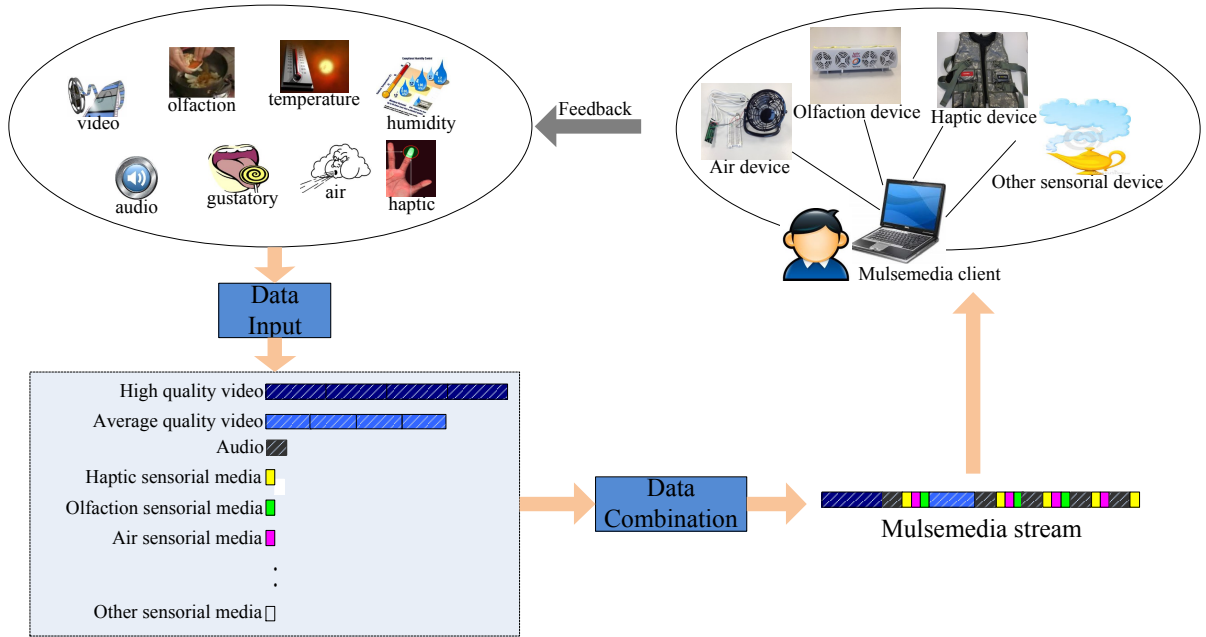 video
olfaction
temperature
humidity
audio
gustatory
air
haptic
Feedback
Air device
Olfaction device
Haptic device
Other sensorial device
Mulsemedia client
Data
Input
High quality video
Average quality video
Audio
Haptic sensorial media
Olfaction sensorial media
Air sensorial media
Other sensorial media
Data
Combination
Mulsemedia stream